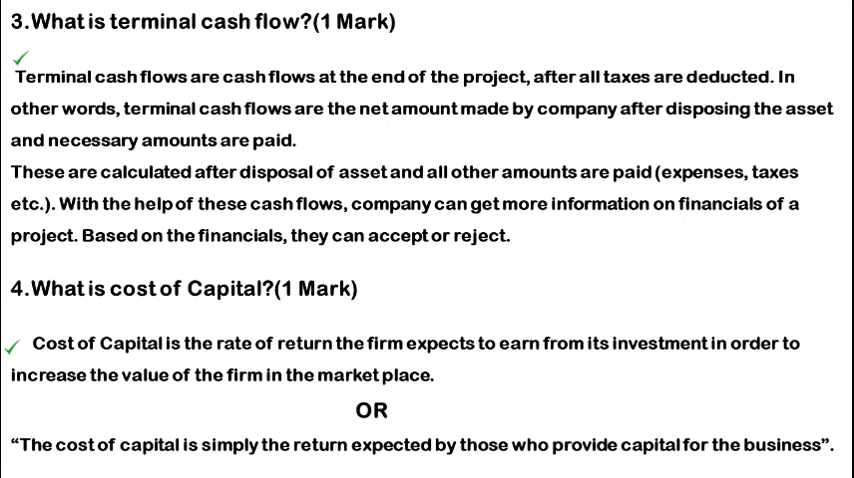 3.What is terminal cash flow?(1 Mark)
Terminal cash flows are cash flows at the end of the project, after all taxes are deducted. In
other words, terminal cash flows are the net amount made by company after disposing the asset
and necessary amounts are paid.
These are calculated after disposal of asset and all other amounts are paid (expenses, taxes
etc.). With the help of these cash flows, company can get more information on financials of a
project. Based on the financials, they can accept or reject.
4.What is cost of Capital?(1 Mark)
Cost of Capital is the rate of return the firm expects to earn from its investment in order to
increase the value of the firm in the market place.
OR
“The cost of capital is simply the return expected by those who provide capital for the business”.